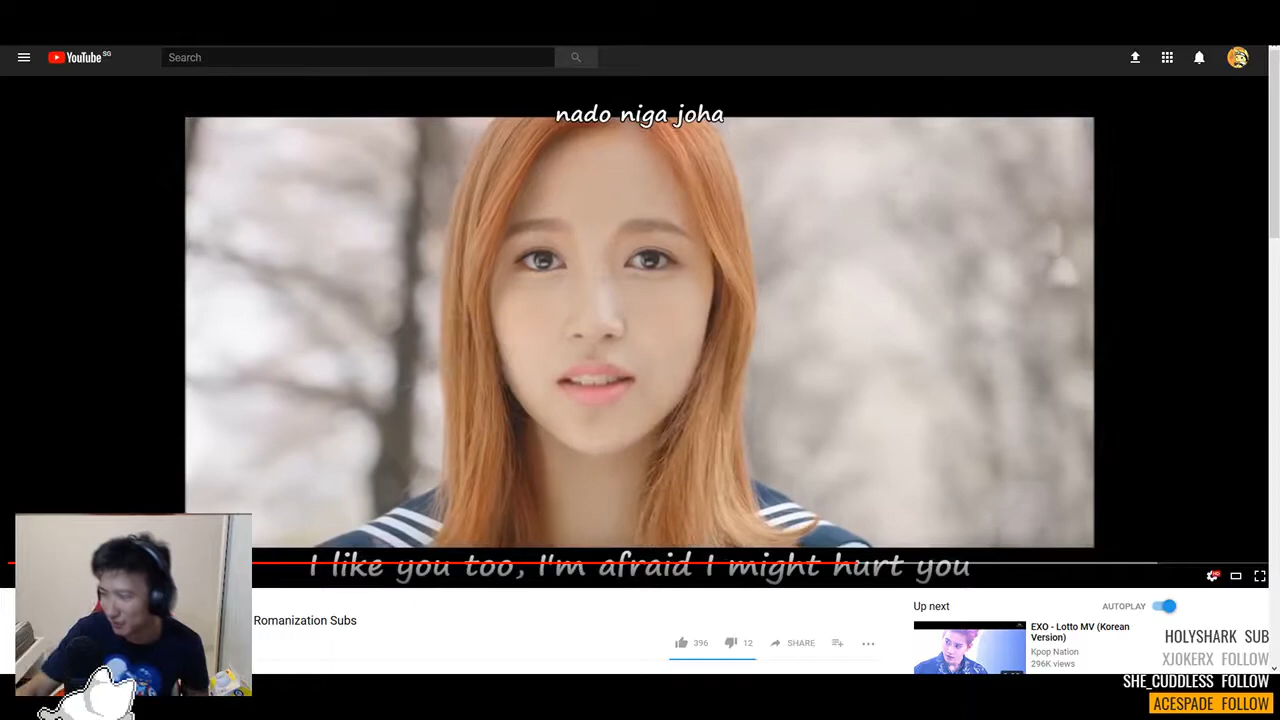 YouTube SG
Search
nado niga joha
I like you too, I'm afraid I might hurt you
Romanization Subs
396
12
SHARE
Up next
AUTOPLAY
EXO - Lotto MV (Korean
Version)
Kpop Nation
296K views
HOLYSHARK SUB
XJOKERX FOLLOW
SHE_CUDDLESS FOLLOW
ACESPADE FOLLOW